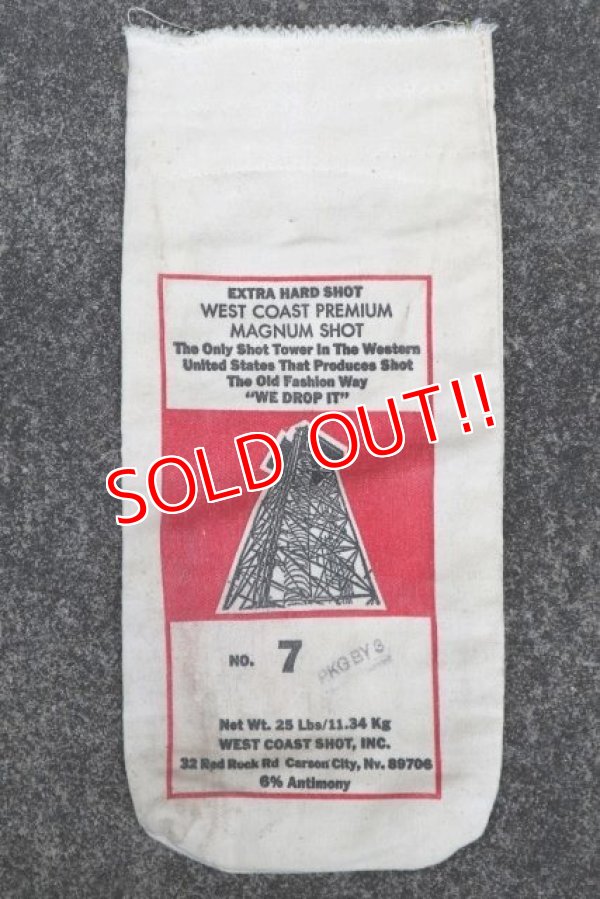 EXTRA HARD SHOT
WEST COAST PREMIUM
MAGNUM SHOT
The Only Shot Tower In The Western
United States That Produces Shot
The Old Fashion Way
"WE DROP IT"
SOLD OUT!!
NO. 7
PKG BY 3
Net Wt. 25 Lbs/11.34 Kg
WEST COAST SHOT, INC.
32 Red Rock Rd Carson City, Nv. 89706
6% Antimony